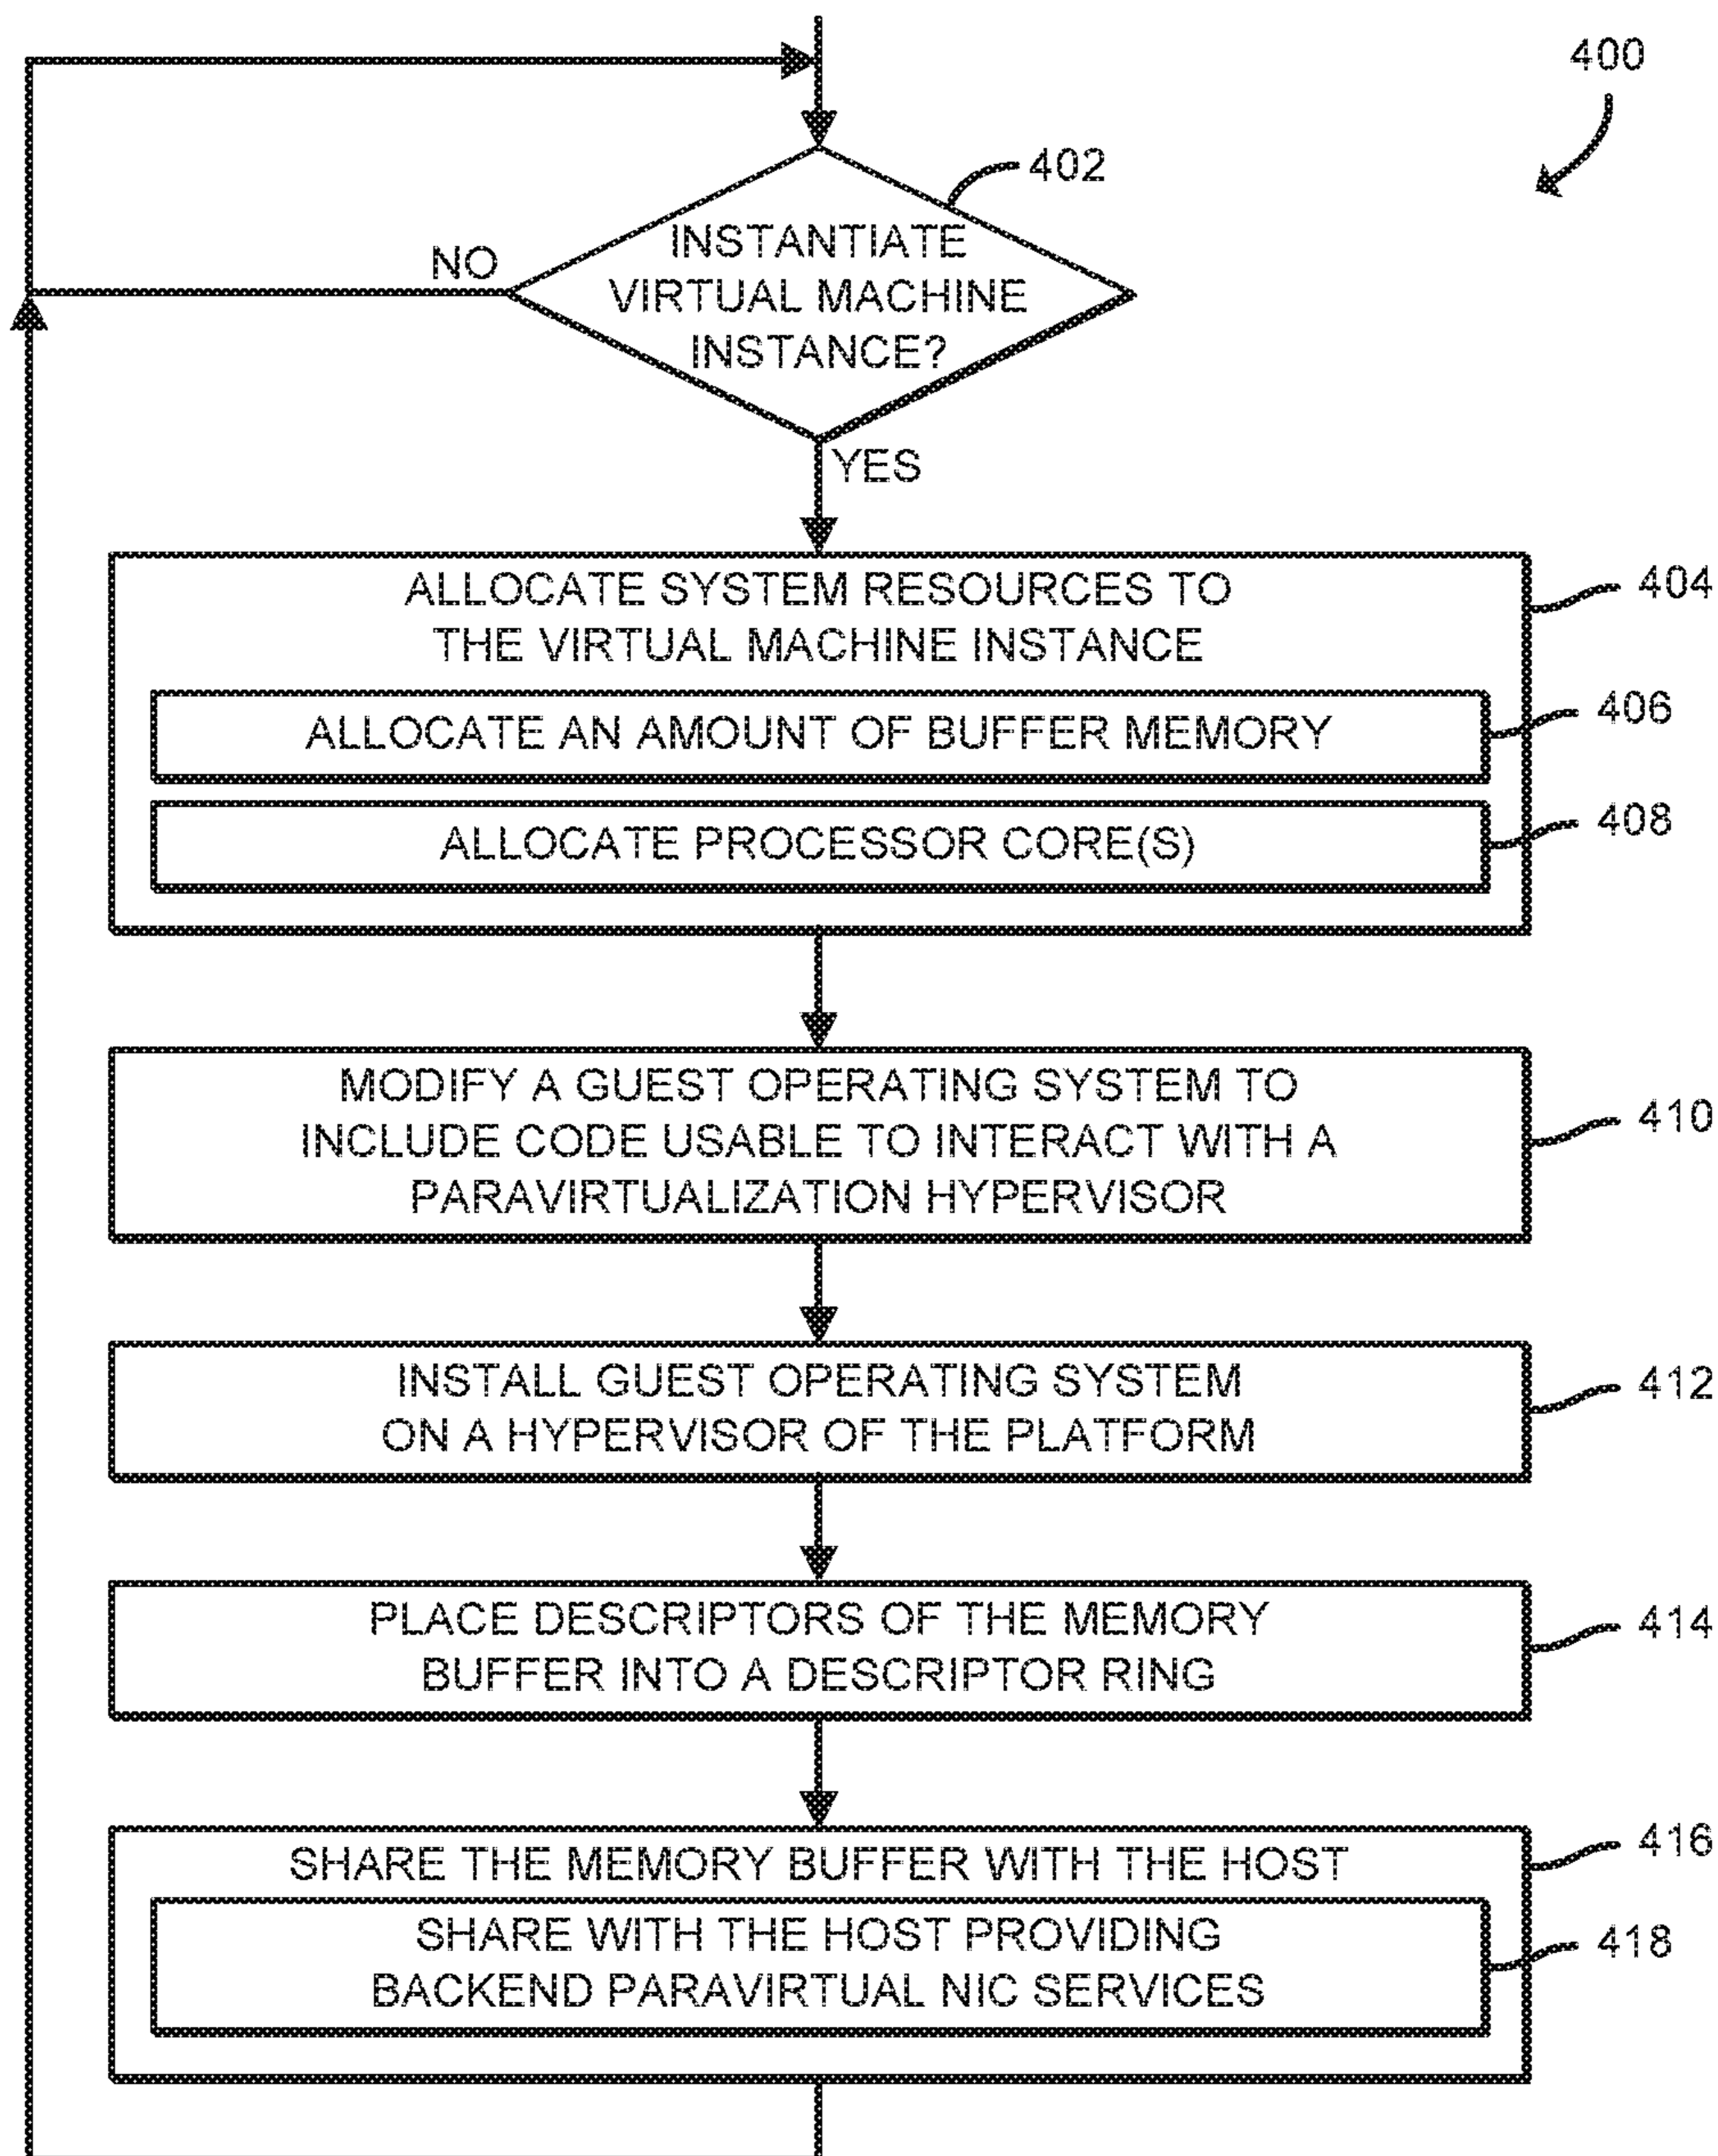 400
402
INSTANTIATE
VIRTUAL MACHINE
INSTANCE?
NO
YES
ALLOCATE SYSTEM RESOURCES TO
THE VIRTUAL MACHINE INSTANCE
404
ALLOCATE AN AMOUNT OF BUFFER MEMORY
406
ALLOCATE PROCESSOR CORE(S)
408
MODIFY A GUEST OPERATING SYSTEM TO
INCLUDE CODE USABLE TO INTERACT WITH A
PARAVIRTUALIZATION HYPERVISOR
410
INSTALL GUEST OPERATING SYSTEM
ON A HYPERVISOR OF THE PLATFORM
412
PLACE DESCRIPTORS OF THE MEMORY
BUFFER INTO A DESCRIPTOR RING
414
SHARE THE MEMORY BUFFER WITH THE HOST
416
SHARE WITH THE HOST PROVIDING
BACKEND PARAVIRTUAL NIC SERVICES
418